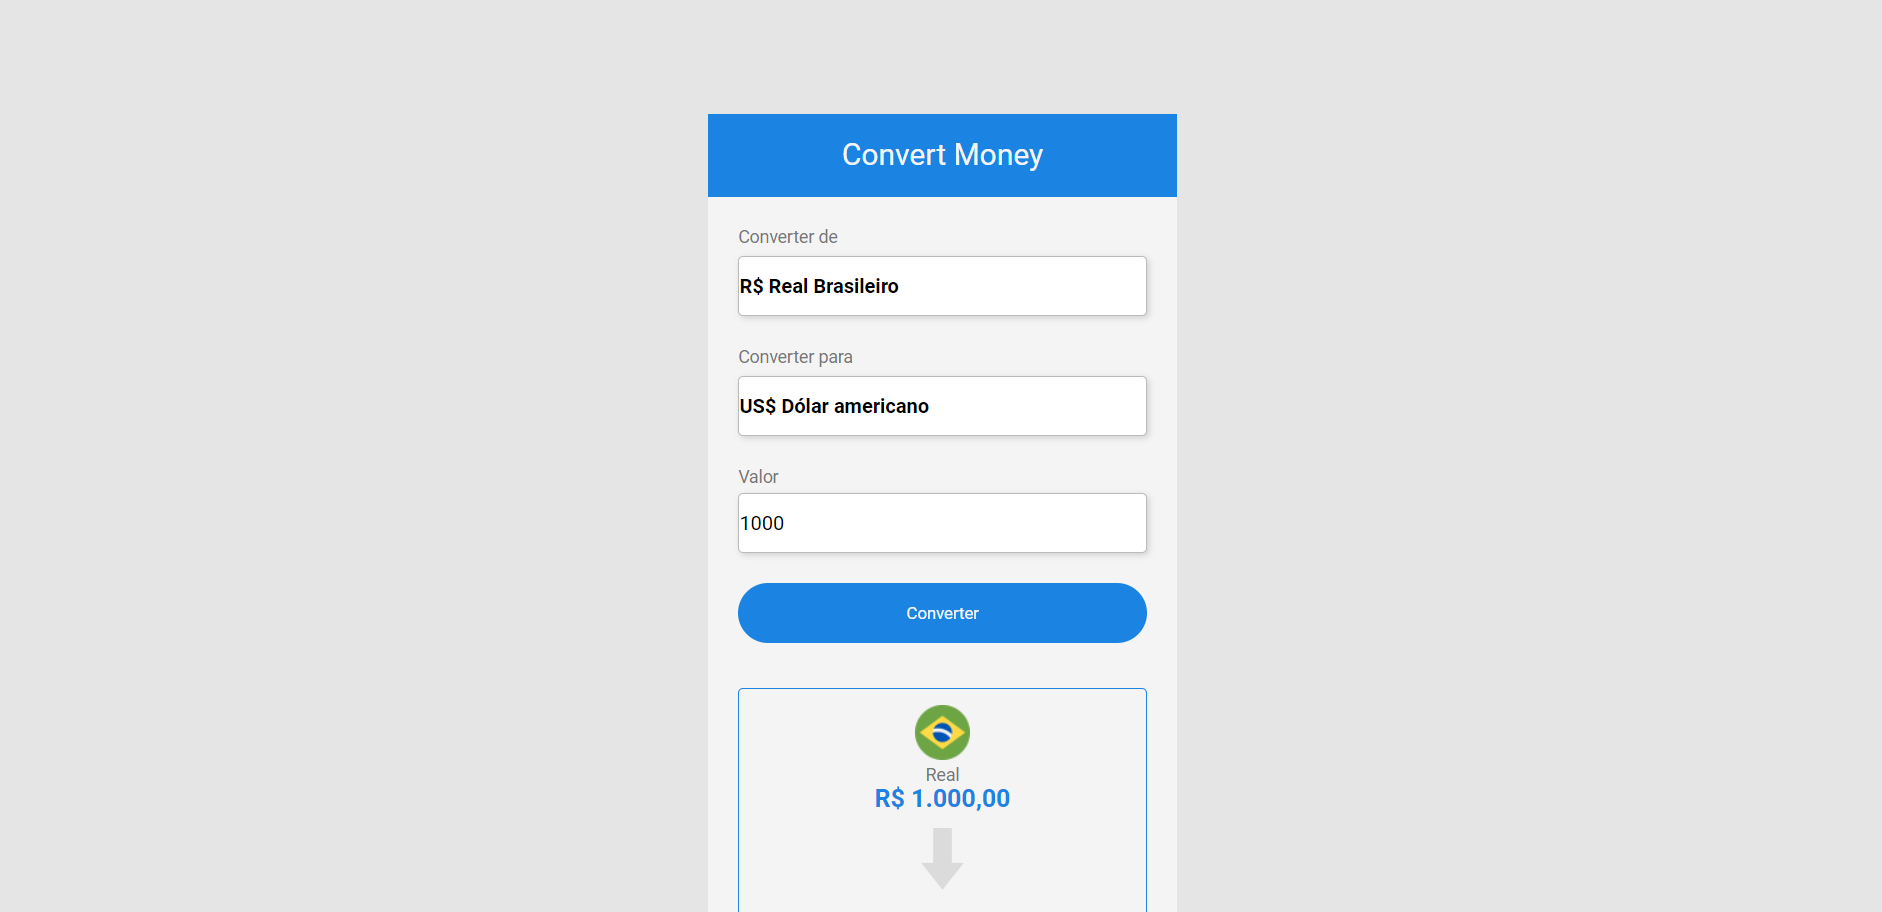 Convert Money
Converter de
R$ Real Brasileiro
Converter para
US$ Dólar americano
Valor
1000
Converter
Real
R$ 1.000,00